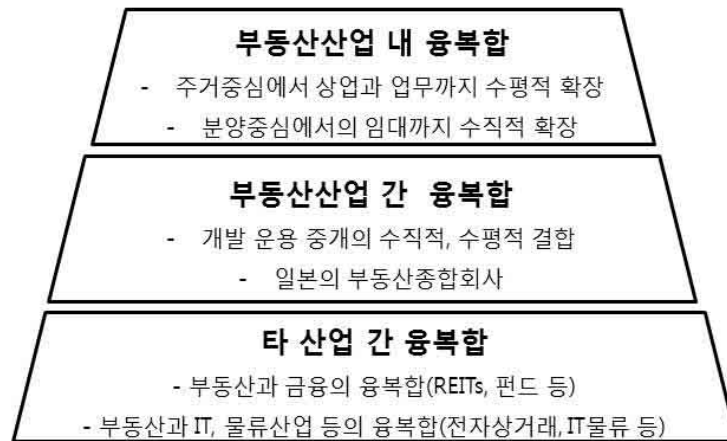 부동산산업 내 융복합
- 주거중심에서 상업과 업무까지 수평적 확장
- 분양중심에서의 임대까지 수직적 확장
부동산산업 간 융복합
- 개발 운용 중개의 수직적, 수평적 결합
- 일본의 부동산종합회사
타 산업 간 융복합
- 부동산과 금융의 융복합(REITs, 펀드 등)
- 부동산과 IT, 물류산업 등의 융복합(전자상거래, IT물류 등)